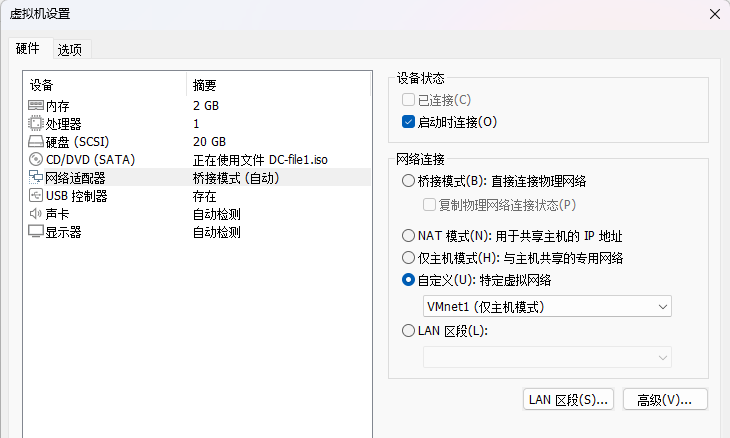 虚拟机设置
硬件 选项
设备 摘要
内存 2 GB
处理器 1
硬盘 (SCSI) 20 GB
CD/DVD (SATA) 正在使用文件 DC-file1.iso
网络适配器 桥接模式 (自动)
USB 控制器 存在
声卡 自动检测
显示器 自动检测
设备状态
已连接(C)
启动时连接(O)
网络连接
桥接模式(B): 直接连接物理网络
复制物理网络连接状态(P)
NAT 模式(N): 用于共享主机的 IP 地址
仅主机模式(H): 与主机共享的专用网络
自定义(U): 特定虚拟网络
VMnet1 (仅主机模式)
LAN 区段(L):
LAN 区段(S)... 高级(V)...